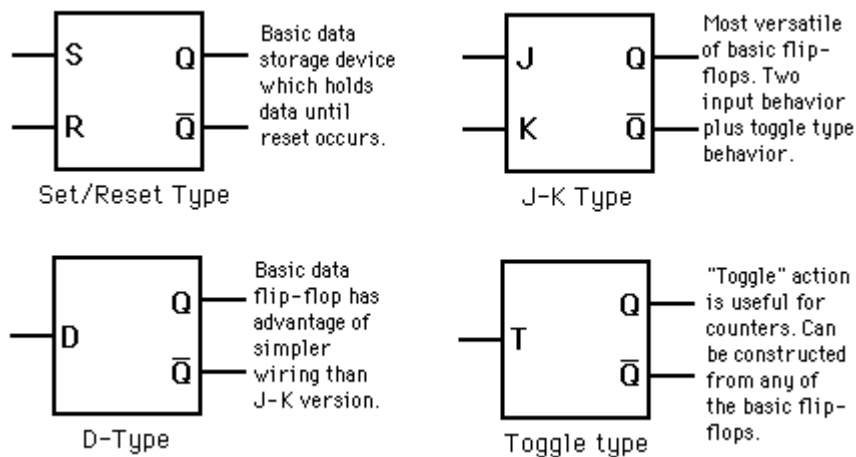 S
Q
R
Q̅
Basic data
storage device
which holds
data until
reset occurs.
Set/Reset Type
J
Q
K
Q̅
Most versatile
of basic flip-
flops. Two
input behavior
plus toggle type
behavior.
J-K Type
D
Q
Q̅
Basic data
flip-flop has
advantage of
simpler
wiring than
J-K version.
D-Type
T
Q
Q̅
"Toggle" action
is useful for
counters. Can
be constructed
from any of
the basic flip-
flops.
Toggle type